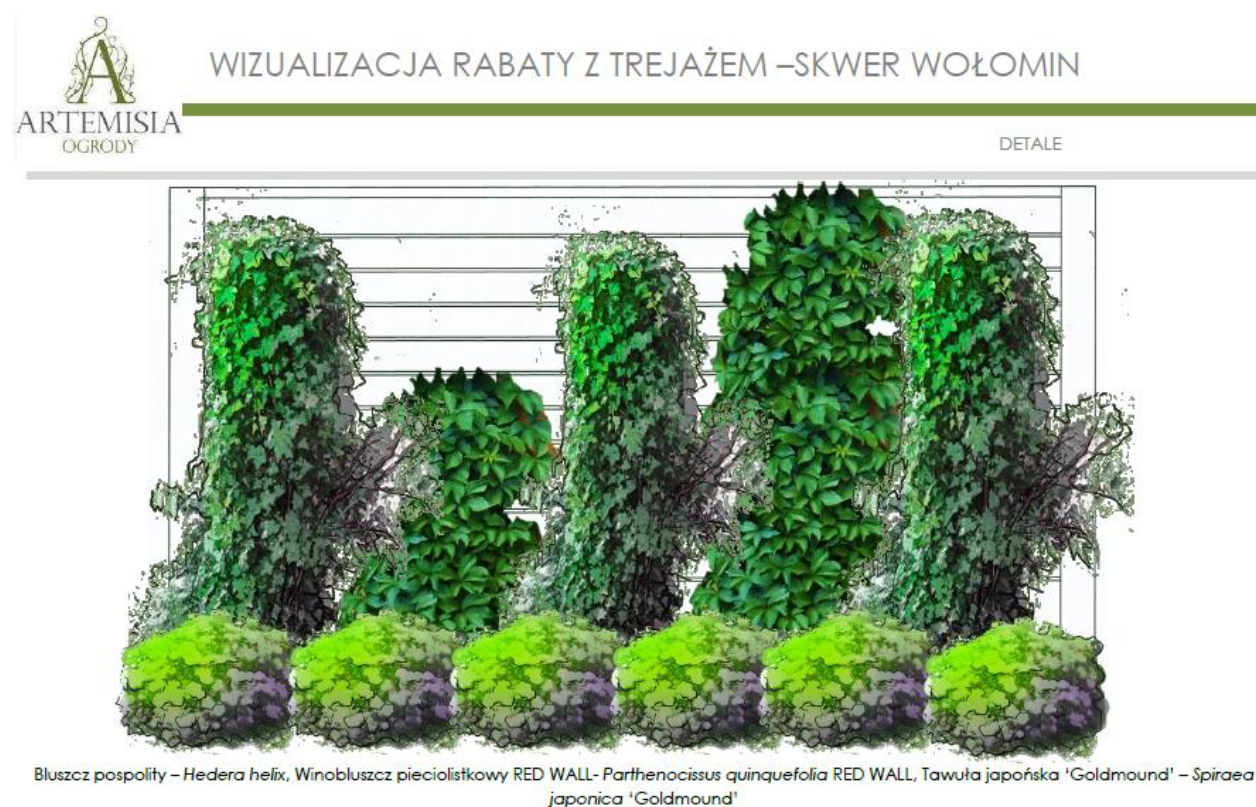 WIZUALIZACJA RABATY Z TREJAŻEM –SKWER WOŁOMIN
A
ARTEMISIA
OGRODY
DETALE
Bluszcz pospolity – Hedera helix, Winobluszcz pieciolistkowy RED WALL- Parthenocissus quinquefolia RED WALL, Tawuła japońska ‘Goldmound’ – Spiraea
japonica ‘Goldmound’